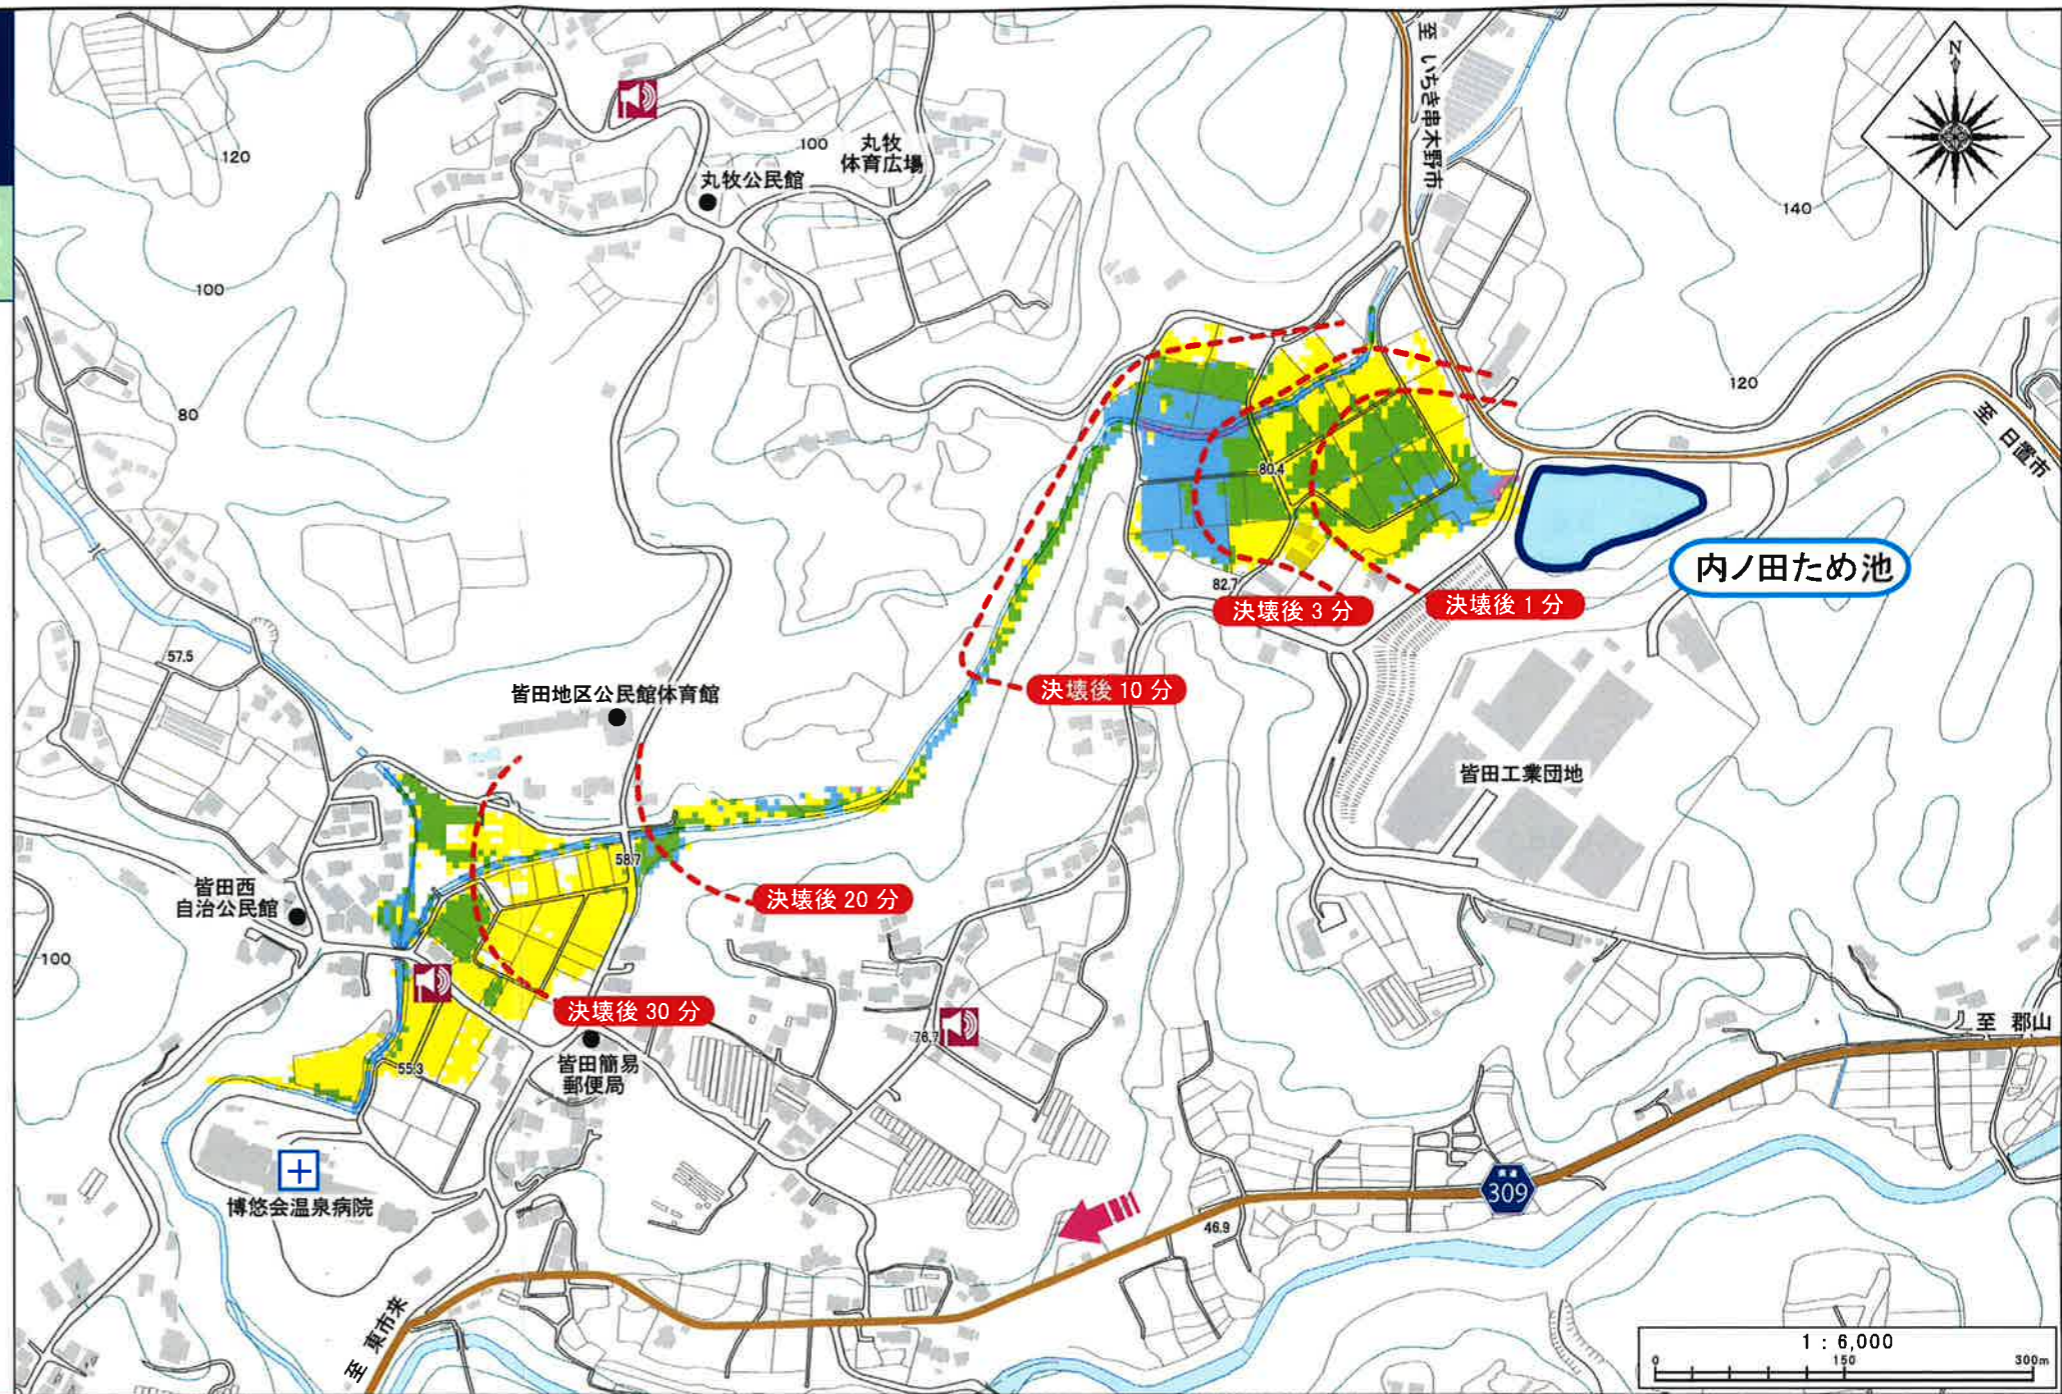 至 いちき串木野市
N
120
100
丸牧
体育広場
丸牧公民館
140
100
80
120
至 日置市
80.4
内ノ田ため池
82.7
決壊後 3 分
決壊後 1 分
57.5
皆田地区公民館体育館
決壊後 10 分
皆田工業団地
58.7
皆田西
自治公民館
決壊後 20 分
100
決壊後 30 分
至 郡山
76.7
皆田簡易
郵便局
55.3
博悠会温泉病院
県道
309
46.9
至 東市来
1 : 6,000
0 150 300m